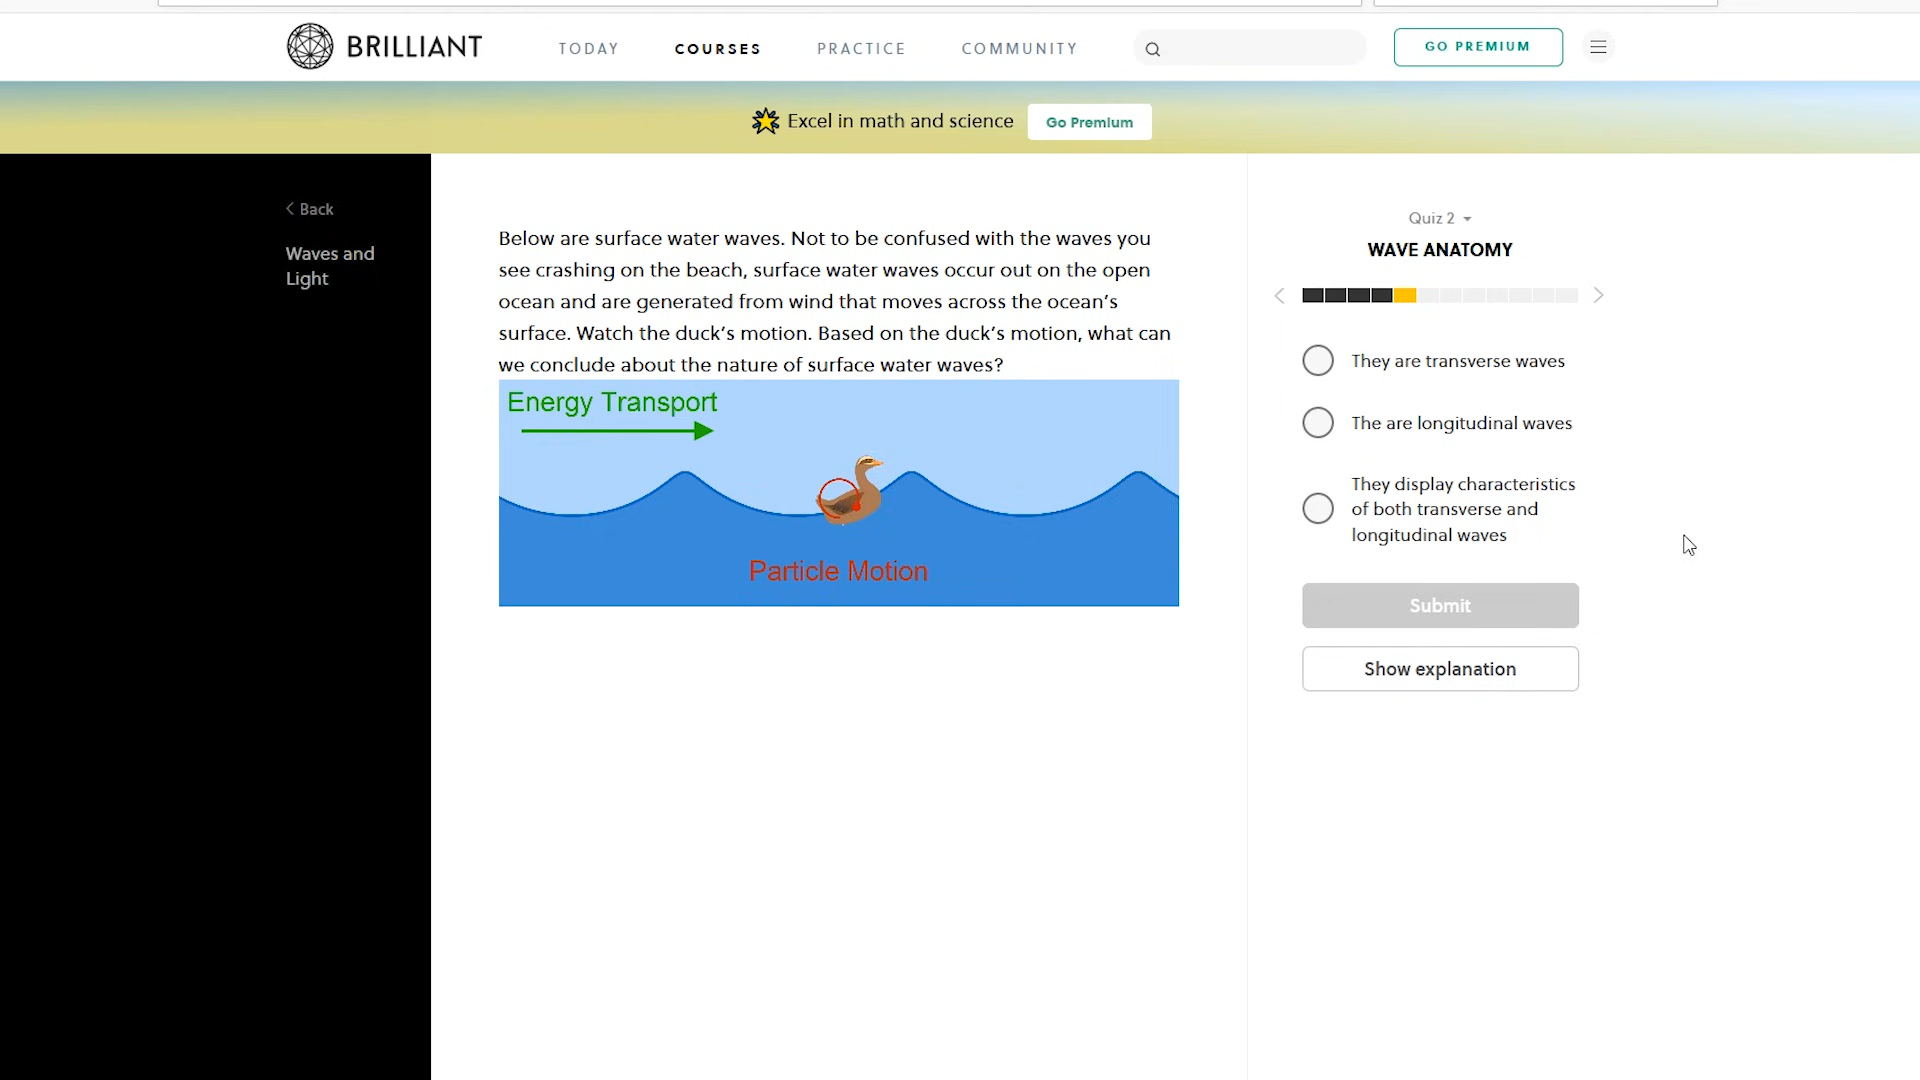 BRILLIANT
TODAY
COURSES
PRACTICE
COMMUNITY
GO PREMIUM
Excel in math and science
Go Premium
Back
Waves and
Light
Below are surface water waves. Not to be confused with the waves you
see crashing on the beach, surface water waves occur out on the open
ocean and are generated from wind that moves across the ocean's
surface. Watch the duck's motion. Based on the duck's motion, what can
we conclude about the nature of surface water waves?
Energy Transport
Particle Motion
Quiz 2
WAVE ANATOMY
They are transverse waves
The are longitudinal waves
They display characteristics
of both transverse and
longitudinal waves
Submit
Show explanation